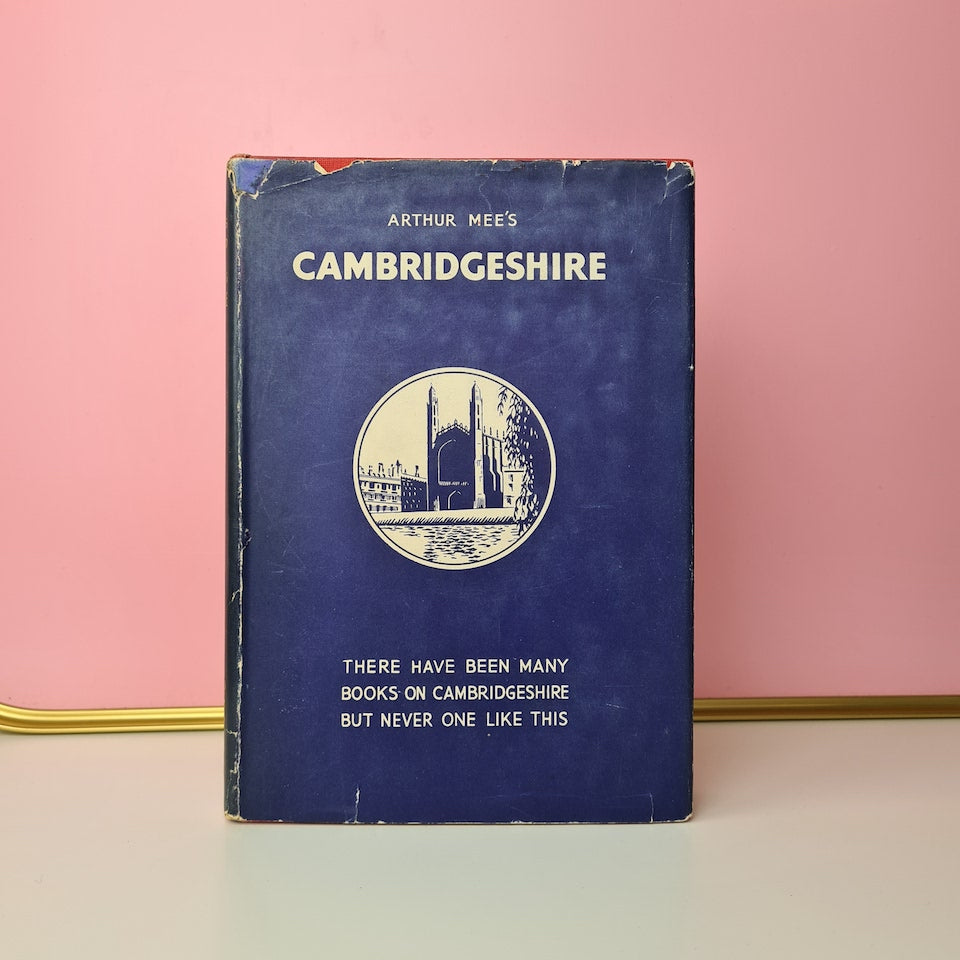 ARTHUR MEE'S
CAMBRIDGESHIRE
THERE HAVE BEEN MANY
BOOKS ON CAMBRIDGESHIRE
BUT NEVER ONE LIKE THIS